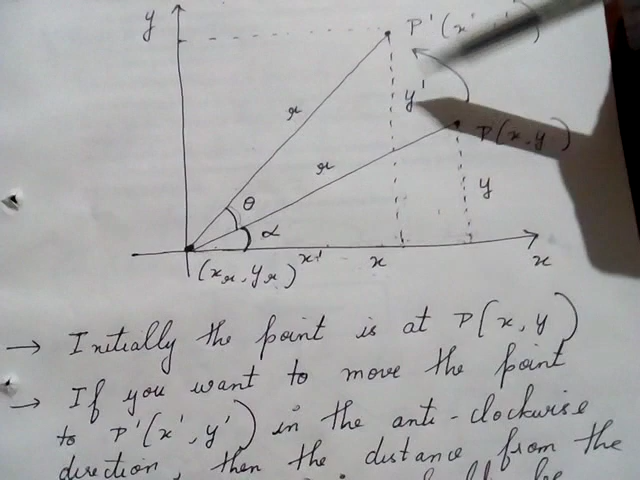 y
P'(x', y')
r
y'
r
P(x, y)
θ
α
y
(xr, yr)
x'
x
x
→ Initially the point is at P(x, y)
→ If you want to move the point
to P'(x', y') in the anti-clockwise
direction, then the distance from the